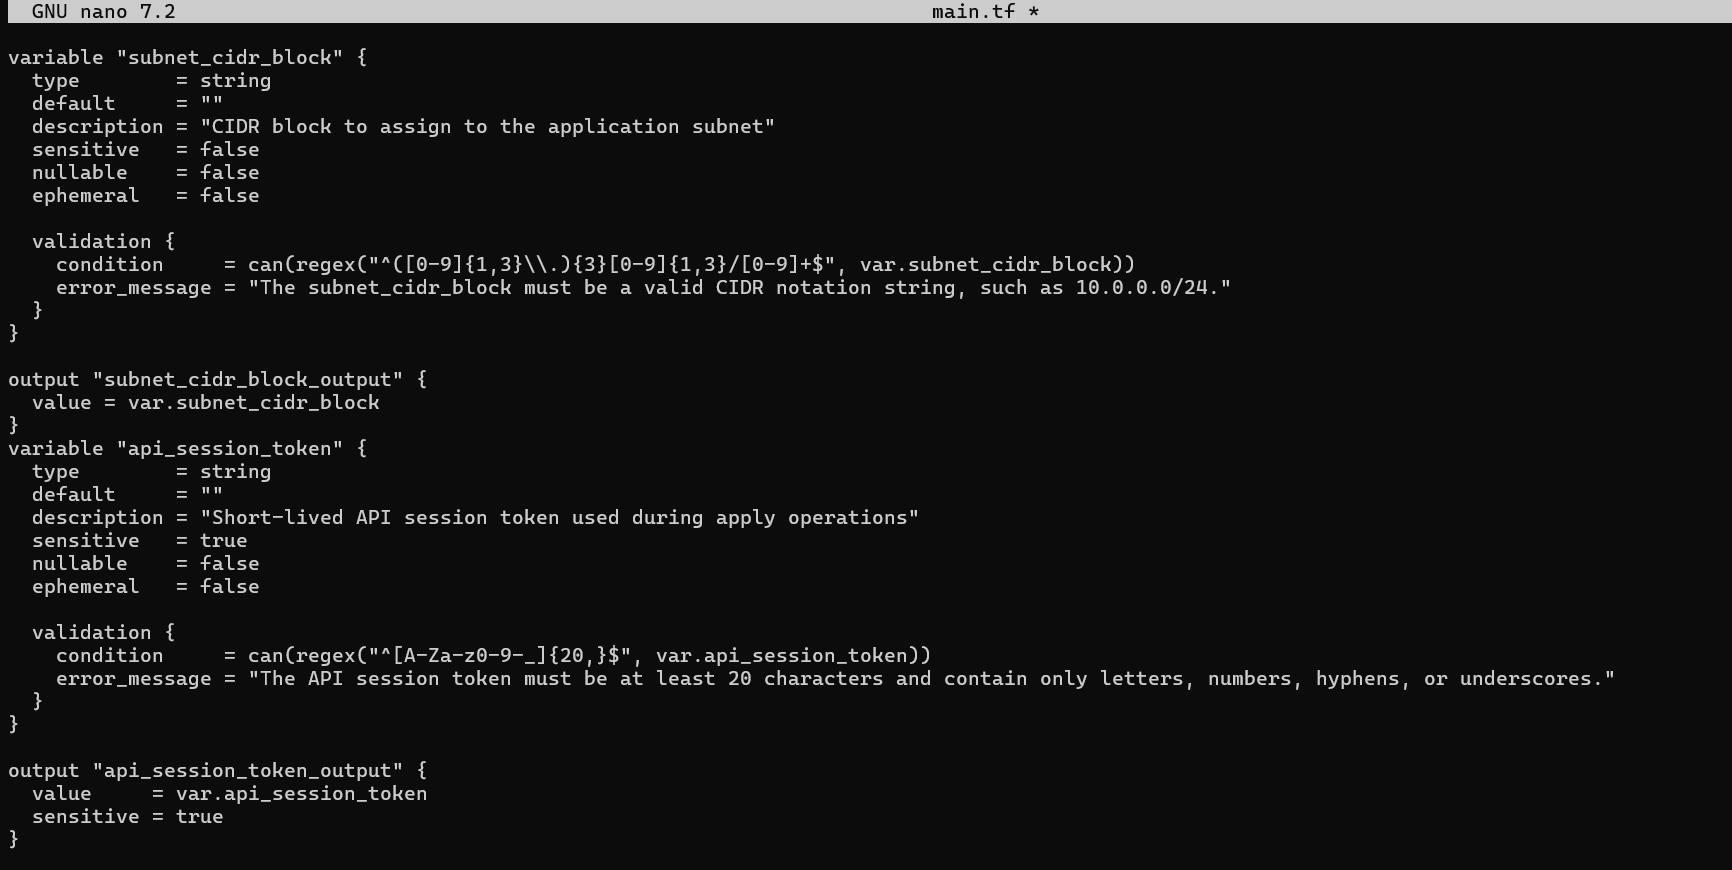 GNU nano 7.2 main.tf *
variable "subnet_cidr_block" {
  type        = string
  default     = ""
  description = "CIDR block to assign to the application subnet"
  sensitive   = false
  nullable    = false
  ephemeral   = false

  validation {
    condition     = can(regex("^([0-9]{1,3}\\.){3}[0-9]{1,3}/[0-9]+$", var.subnet_cidr_block))
    error_message = "The subnet_cidr_block must be a valid CIDR notation string, such as 10.0.0.0/24."
  }
}

output "subnet_cidr_block_output" {
  value = var.subnet_cidr_block
}
variable "api_session_token" {
  type        = string
  default     = ""
  description = "Short-lived API session token used during apply operations"
  sensitive   = true
  nullable    = false
  ephemeral   = false

  validation {
    condition     = can(regex("^[A-Za-z0-9-_]{20,}$", var.api_session_token))
    error_message = "The API session token must be at least 20 characters and contain only letters, numbers, hyphens, or underscores."
  }
}

output "api_session_token_output" {
  value     = var.api_session_token
  sensitive = true
}